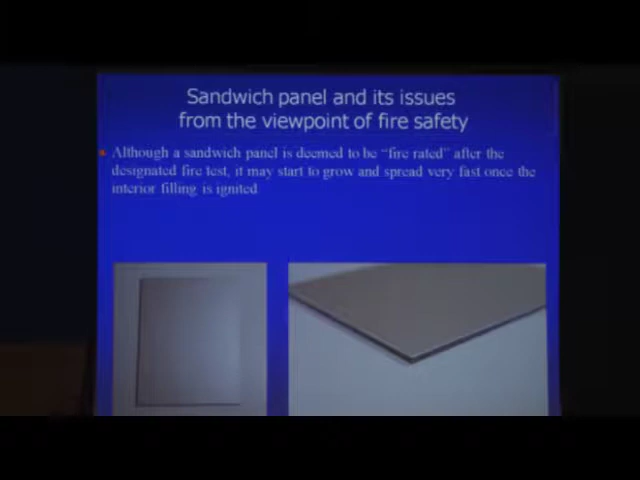 Sandwich panel and its issues
from the viewpoint of fire safety
Although a sandwich panel is deemed to be "fire rated" after the
designated fire test, it may start to grow and spread very fast once the
interior filling is ignited